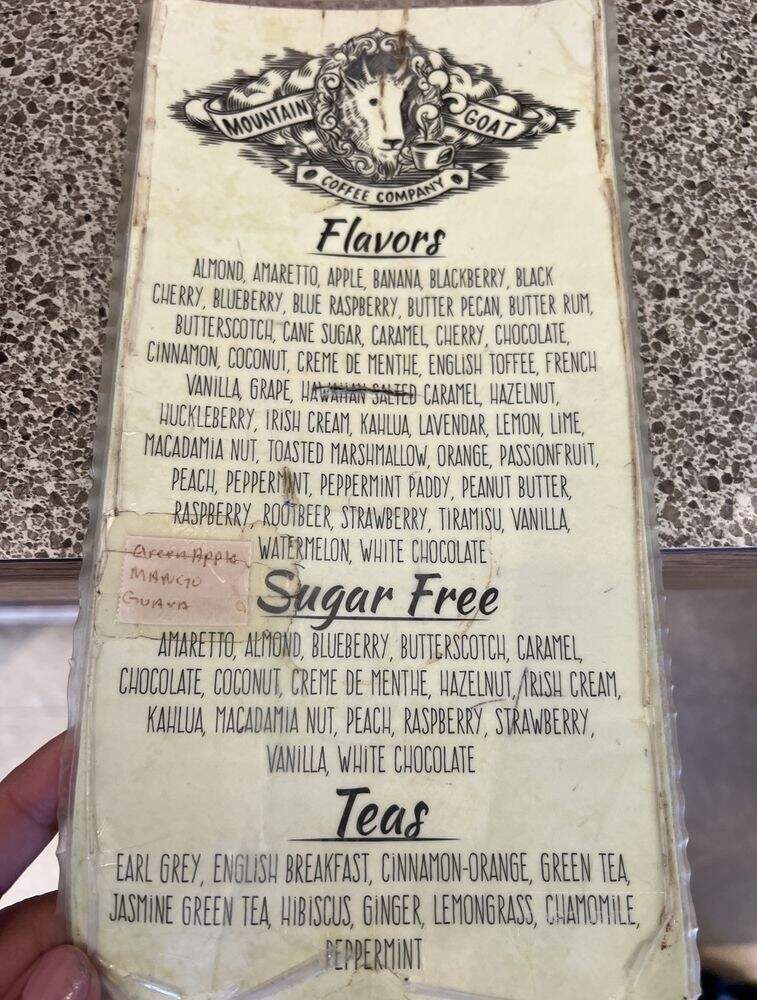 MOUNTAIN GOAT
COFFEE COMPANY
Flavors
ALMOND, AMARETTO, APPLE, BANANA, BLACKBERRY, BLACK
CHERRY, BLUEBERRY, BLUE RASPBERRY, BUTTER PECAN, BUTTER RUM,
BUTTERSCOTCH, CANE SUGAR, CARAMEL, CHERRY, CHOCOLATE,
CINNAMON, COCONUT, CREME DE MENTHE, ENGLISH TOFFEE, FRENCH
VANILLA, GRAPE, HAWAIIAN SALTED CARAMEL, HAZELNUT,
HUCKLEBERRY, IRISH CREAM, KAHLUA, LAVENDAR, LEMON, LIME,
MACADAMIA NUT, TOASTED MARSHMALLOW, ORANGE, PASSIONFRUIT,
PEACH, PEPPERMINT, PEPPERMINT PADDY, PEANUT BUTTER,
RASPBERRY, ROOTBEER, STRAWBERRY, TIRAMISU, VANILLA,
WATERMELON, WHITE CHOCOLATE
Green Apple
MANGO
GUAVA
Sugar Free
AMARETTO, ALMOND, BLUEBERRY, BUTTERSCOTCH, CARAMEL,
CHOCOLATE, COCONUT, CREME DE MENTHE, HAZELNUT, IRISH CREAM,
KAHLUA, MACADAMIA NUT, PEACH, RASPBERRY, STRAWBERRY,
VANILLA, WHITE CHOCOLATE
Teas
EARL GREY, ENGLISH BREAKFAST, CINNAMON-ORANGE, GREEN TEA,
JASMINE GREEN TEA, HIBISCUS, GINGER, LEMONGRASS, CHAMOMILE,
PEPPERMINT